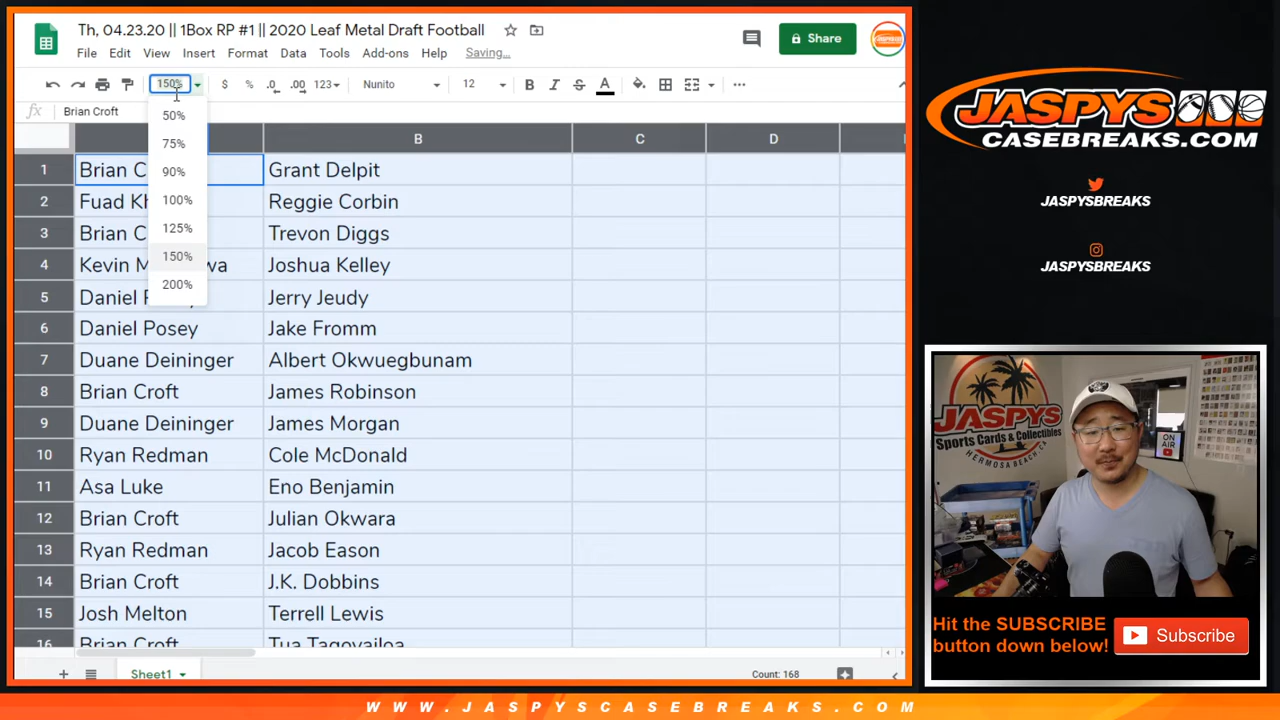 Th, 04.23.20 || 1Box RP #1 || 2020 Leaf Metal Draft Football
File Edit View Insert Format Data Tools Add-ons Help Saving...
Share
150% $ % .0 .00 123 Nunito 12 B I S A
fx Brian Croft
50%
75%
90%
100%
125%
150%
200%
B C D
1 Brian C Grant Delpit
2 Fuad Kh Reggie Corbin
3 Brian C Trevon Diggs
4 Kevin M wa Joshua Kelley
5 Daniel P Jerry Jeudy
6 Daniel Posey Jake Fromm
7 Duane Deininger Albert Okwuegbunam
8 Brian Croft James Robinson
9 Duane Deininger James Morgan
10 Ryan Redman Cole McDonald
11 Asa Luke Eno Benjamin
12 Brian Croft Julian Okwara
13 Ryan Redman Jacob Eason
14 Brian Croft J.K. Dobbins
15 Josh Melton Terrell Lewis
16 Brian Croft Tua Tagovailoa
Sheet1
Count: 168
JASPYS
CASEBREAKS.COM
JASPYSBREAKS
JASPYSBREAKS
JASPYS
Sports Cards & Collectibles
HERMOSA BEACH, CA
ON AIR
Hit the SUBSCRIBE
button down below!
Subscribe
WWW.JASPYSCASEBREAKS.COM